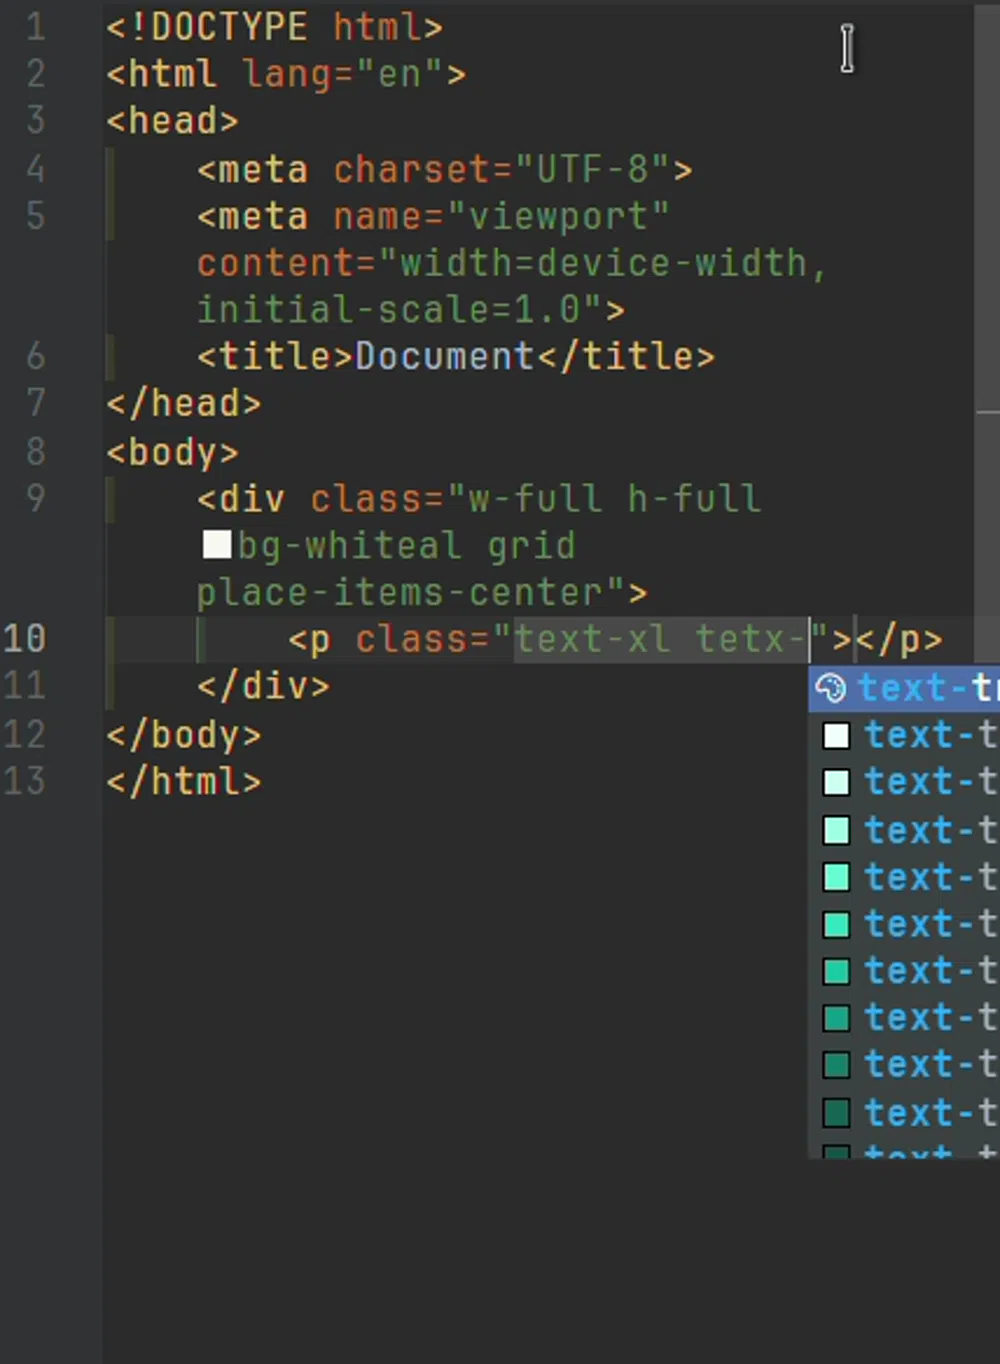 1 <!DOCTYPE html>
2 <html lang="en">
3 <head>
4 <meta charset="UTF-8">
5 <meta name="viewport"
content="width=device-width,
initial-scale=1.0">
6 <title>Document</title>
7 </head>
8 <body>
9 <div class="w-full h-full
bg-whiteal grid
place-items-center">
10 <p class="text-xl tetx-"></p>
11 </div>
text-tr
12 </body>
text-t
13 </html>
text-t
text-t
text-t
text-t
text-t
text-t
text-t
text-t
text-t